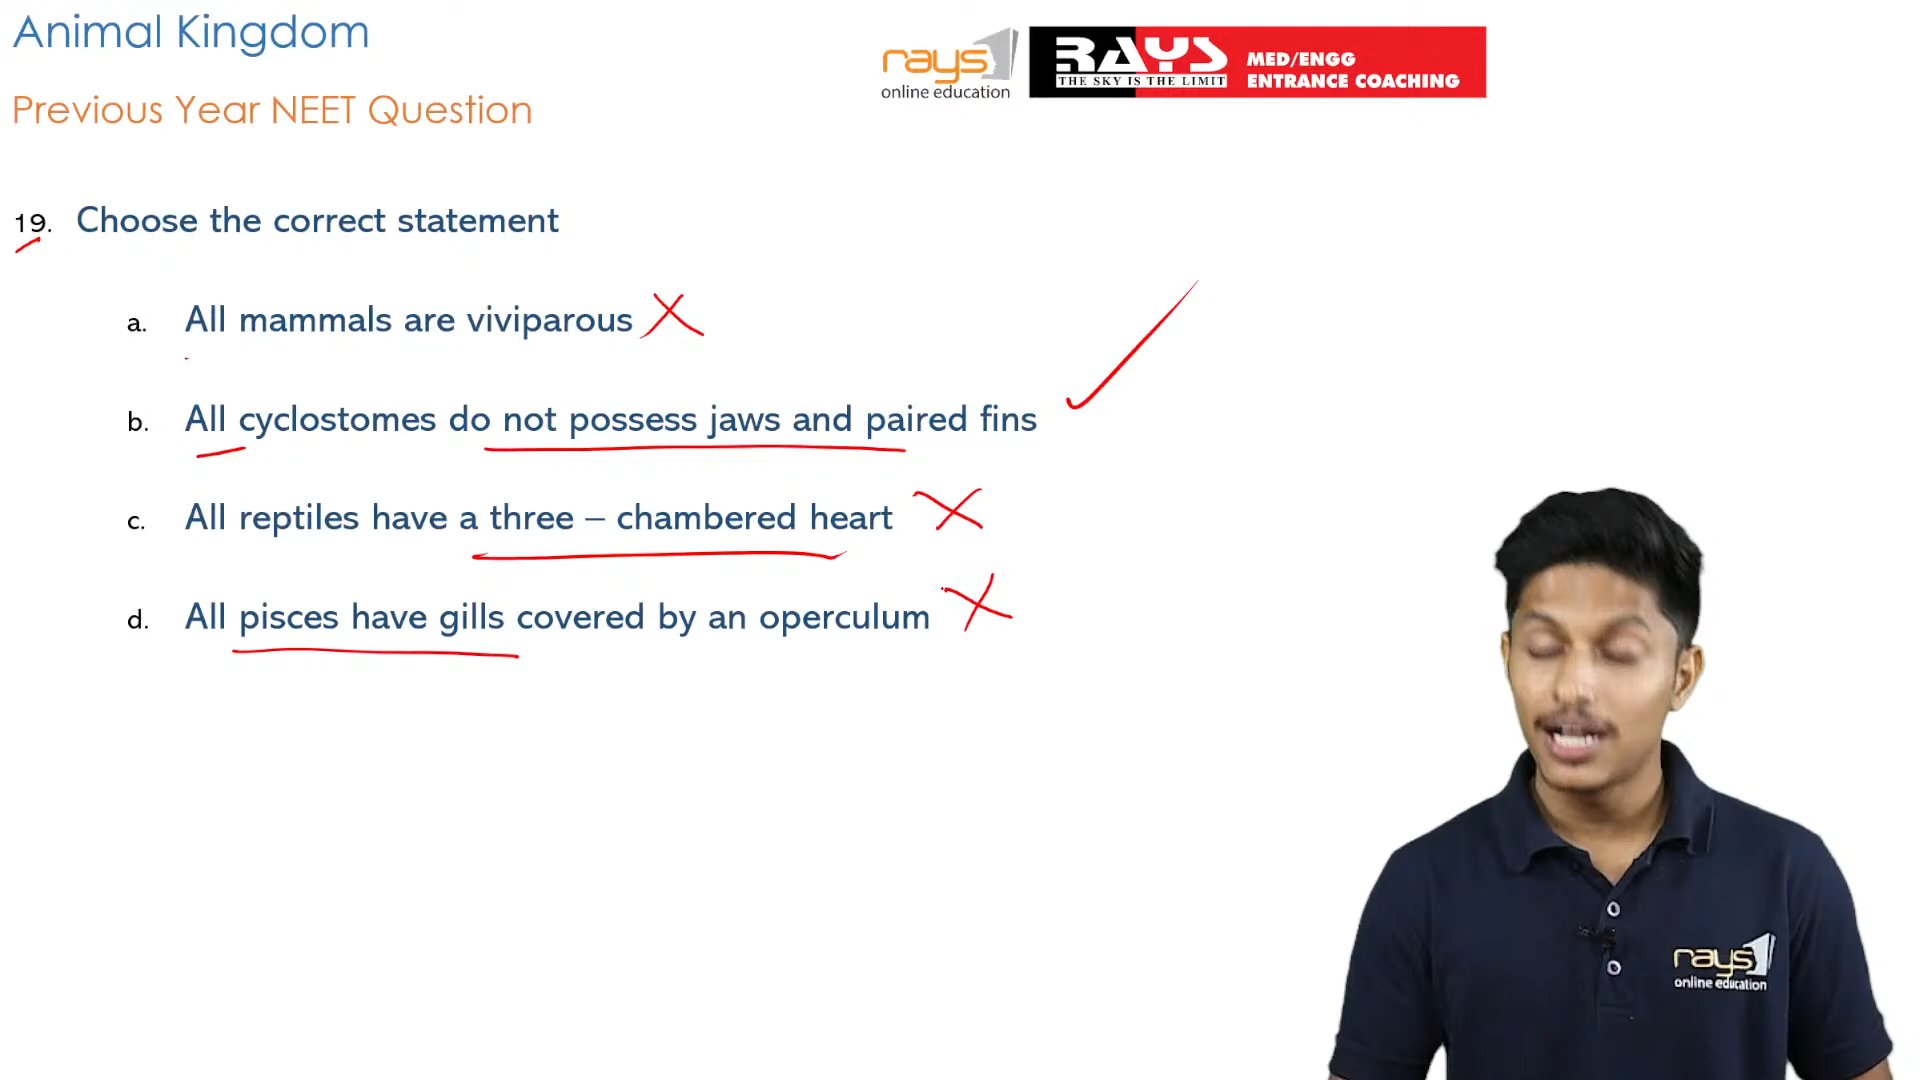 Animal Kingdom
Previous Year NEET Question
rays
online education
RAYS
THE SKY IS THE LIMIT
MED/ENGG
ENTRANCE COACHING
19. Choose the correct statement
a. All mammals are viviparous
b. All cyclostomes do not possess jaws and paired fins
c. All reptiles have a three – chambered heart
d. All pisces have gills covered by an operculum
rays
online education